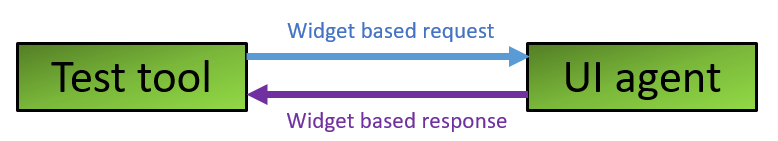 Widget based request
Test tool
UI agent
Widget based response